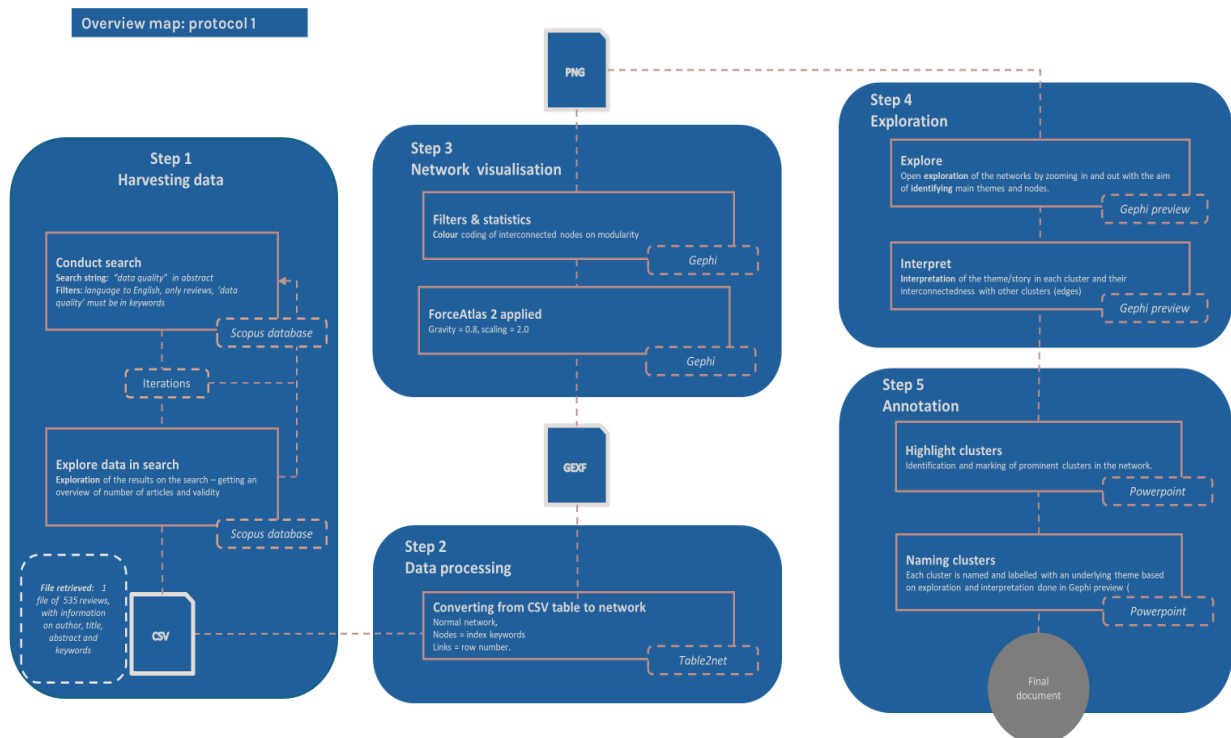 Overview map: protocol 1
Step 1
Harvesting data
Conduct search
Search string: "data quality" in abstract
Filters: language to English, only reviews, 'data
quality' must be in keywords
Scopus database
Iterations
Explore data in search
Exploration of the results on the search – getting an
overview of number of articles and validity
Scopus database
File retrieved: 1
file of 535 reviews,
with information
on author, title,
abstract and
keywords
CSV
Step 2
Data processing
Converting from CSV table to network
Normal network,
Nodes = index keywords
Links = row number.
Table2net
GEXF
Step 3
Network visualisation
Filters & statistics
Colour coding of interconnected nodes on modularity
Gephi
ForceAtlas 2 applied
Gravity = 0.8, scaling = 2.0
Gephi
PNG
Step 4
Exploration
Explore
Open exploration of the networks by zooming in and out with the aim
of identifying main themes and nodes.
Gephi preview
Interpret
Interpretation of the theme/story in each cluster and their
interconnectedness with other clusters (edges)
Gephi preview
Step 5
Annotation
Highlight clusters
Identification and marking of prominent clusters in the network.
Powerpoint
Naming clusters
Each cluster is named and labelled with an underlying theme based
on exploration and interpretation done in Gephi preview (
Powerpoint
Final
document